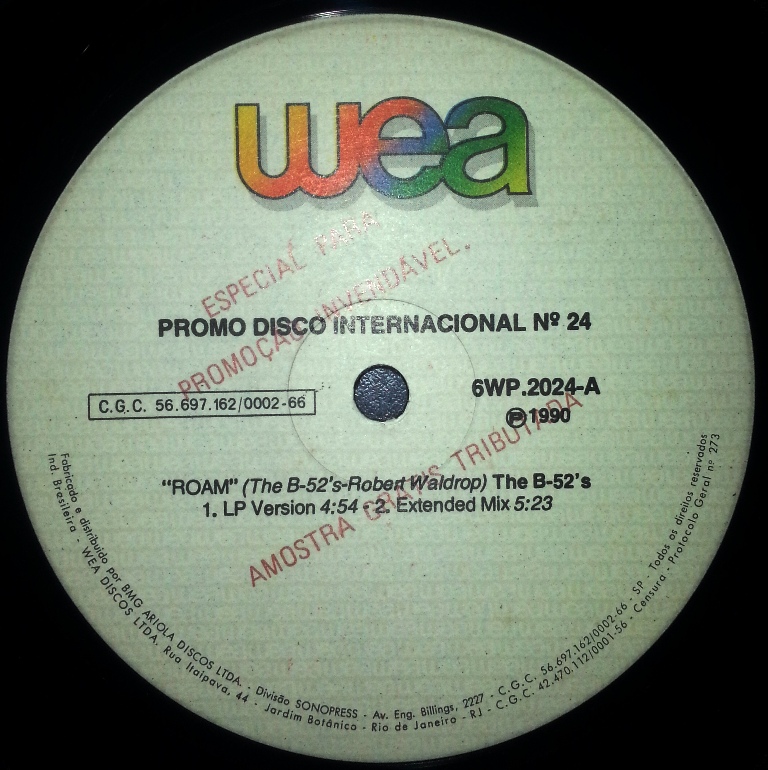 wea
ESPECIAL PARA
PROMOÇAO INVENDÁVEL.
PROMO DISCO INTERNACIONAL Nº 24
C.G.C. 56.697.162/0002-66
6WP.2024-A
Ⓟ1990
AMOSTRA GRATIS TRIBUTADA
"ROAM" (The B-52's-Robert Waldrop) The B-52's
1. LP Version 4:54 - 2. Extended Mix 5:23
Fabricado e distribuido por BMG ARIOLA DISCOS LTDA. - Divisão SONOPRESS - Av. Eng. Billings, 2227 - C.G.C. 56.697.162/0002-66 - SP - Todos os direitos reservados
Ind. Brasileira - WEA DISCOS LTDA. Rua Itaipava, 44 - Jardim Botânico - Rio de Janeiro - RJ - C.G.C. 42.470.112/0001-56 - Censura - Protocolo Geral nº 273